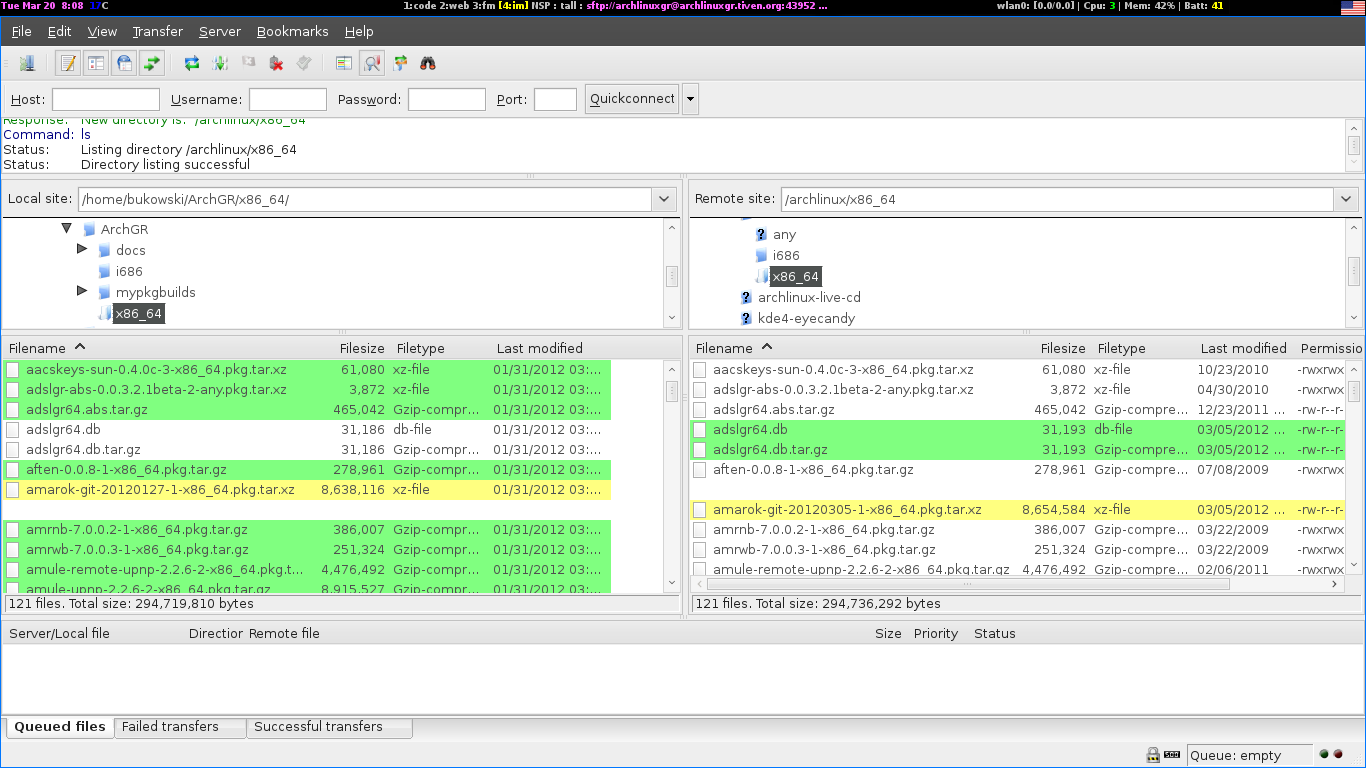 Tue Mar 20 8:08 17C 1:code 2:web 3:fm [4:im] NSP : tall : sftp://archlinuxgr@archlinuxgr.tiven.org:43952 ... wlan0: [0.0/0.0] | Cpu: 3 | Mem: 42% | Batt: 41
File Edit View Transfer Server Bookmarks Help
Host: Username: Password: Port: Quickconnect
Response: New directory is: "/archlinux/x86_64"
Command: ls
Status: Listing directory /archlinux/x86_64
Status: Directory listing successful
Local site: /home/bukowski/ArchGR/x86_64/
ArchGR
docs
i686
mypkgbuilds
x86_64
Remote site: /archlinux/x86_64
any
i686
x86_64
archlinux-live-cd
kde4-eyecandy
Filename Filesize Filetype Last modified
aacskeys-sun-0.4.0c-3-x86_64.pkg.tar.xz 61,080 xz-file 01/31/2012 03:...
adslgr-abs-0.0.3.2.1beta-2-any.pkg.tar.xz 3,872 xz-file 01/31/2012 03:...
adslgr64.abs.tar.gz 465,042 Gzip-compr... 01/31/2012 03:...
adslgr64.db 31,186 db-file 01/31/2012 03:...
adslgr64.db.tar.gz 31,186 Gzip-compr... 01/31/2012 03:...
aften-0.0.8-1-x86_64.pkg.tar.gz 278,961 Gzip-compr... 01/31/2012 03:...
amarok-git-20120127-1-x86_64.pkg.tar.xz 8,638,116 xz-file 01/31/2012 03:...
amrnb-7.0.0.2-1-x86_64.pkg.tar.gz 386,007 Gzip-compr... 01/31/2012 03:...
amrwb-7.0.0.3-1-x86_64.pkg.tar.gz 251,324 Gzip-compr... 01/31/2012 03:...
amule-remote-upnp-2.2.6-2-x86_64.pkg.t... 4,476,492 Gzip-compr... 01/31/2012 03:...
amule-upnp-2.2.6-2-x86_64.pkg.tar.gz 8,915,527 Gzip-compr... 01/31/2012 03:...
121 files. Total size: 294,719,810 bytes
Filename Filesize Filetype Last modified Permissio
aacskeys-sun-0.4.0c-3-x86_64.pkg.tar.xz 61,080 xz-file 10/23/2010 -rwxrwx
adslgr-abs-0.0.3.2.1beta-2-any.pkg.tar.xz 3,872 xz-file 04/30/2010 -rwxrwx
adslgr64.abs.tar.gz 465,042 Gzip-compre... 12/23/2011 ... -rw-r--r-
adslgr64.db 31,193 db-file 03/05/2012 ... -rw-r--r-
adslgr64.db.tar.gz 31,193 Gzip-compre... 03/05/2012 ... -rw-r--r-
aften-0.0.8-1-x86_64.pkg.tar.gz 278,961 Gzip-compre... 07/08/2009 -rwxrwx
amarok-git-20120305-1-x86_64.pkg.tar.xz 8,654,584 xz-file 03/05/2012 ... -rw-r--r-
amrnb-7.0.0.2-1-x86_64.pkg.tar.gz 386,007 Gzip-compre... 03/22/2009 -rwxrwx
amrwb-7.0.0.3-1-x86_64.pkg.tar.gz 251,324 Gzip-compre... 03/22/2009 -rwxrwx
amule-remote-upnp-2.2.6-2-x86_64.pkg.tar.gz 4,476,492 Gzip-compre... 02/06/2011 -rwxrwx
121 files. Total size: 294,736,292 bytes
Server/Local file Direction Remote file Size Priority Status
Queued files Failed transfers Successful transfers
Queue: empty